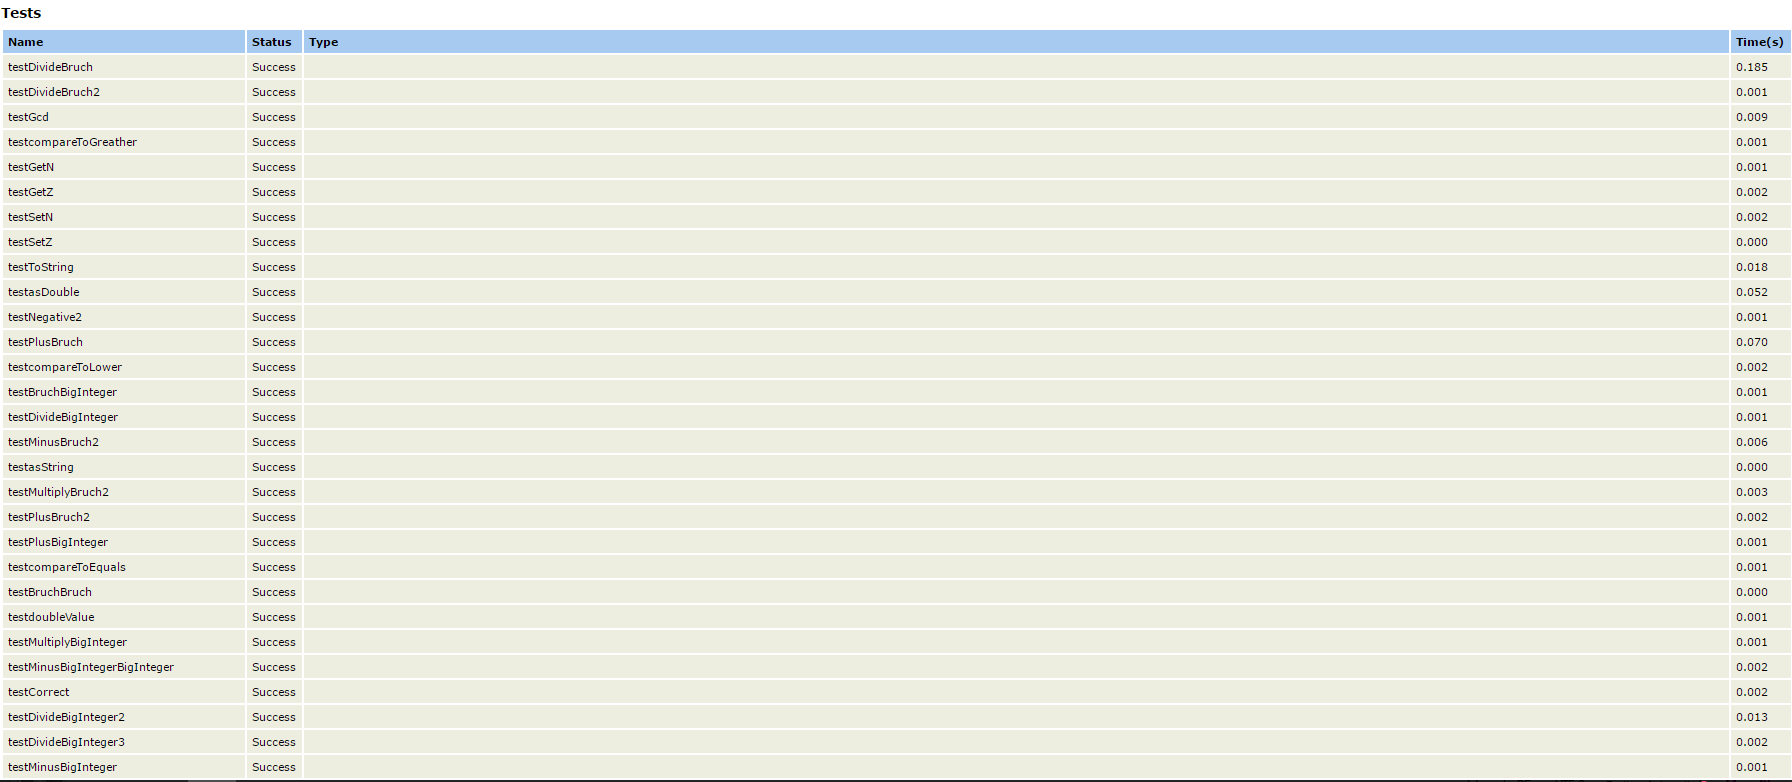 Tests
Name Status Type Time(s)
testDivideBruch Success 0.185
testDivideBruch2 Success 0.001
testGcd Success 0.009
testcompareToGreather Success 0.001
testGetN Success 0.001
testGetZ Success 0.002
testSetN Success 0.002
testSetZ Success 0.000
testToString Success 0.018
testasDouble Success 0.052
testNegative2 Success 0.001
testPlusBruch Success 0.070
testcompareToLower Success 0.002
testBruchBigInteger Success 0.001
testDivideBigInteger Success 0.001
testMinusBruch2 Success 0.006
testasString Success 0.000
testMultiplyBruch2 Success 0.003
testPlusBruch2 Success 0.002
testPlusBigInteger Success 0.001
testcompareToEquals Success 0.001
testBruchBruch Success 0.000
testdoubleValue Success 0.001
testMultiplyBigInteger Success 0.001
testMinusBigIntegerBigInteger Success 0.002
testCorrect Success 0.002
testDivideBigInteger2 Success 0.013
testDivideBigInteger3 Success 0.002
testMinusBigInteger Success 0.001